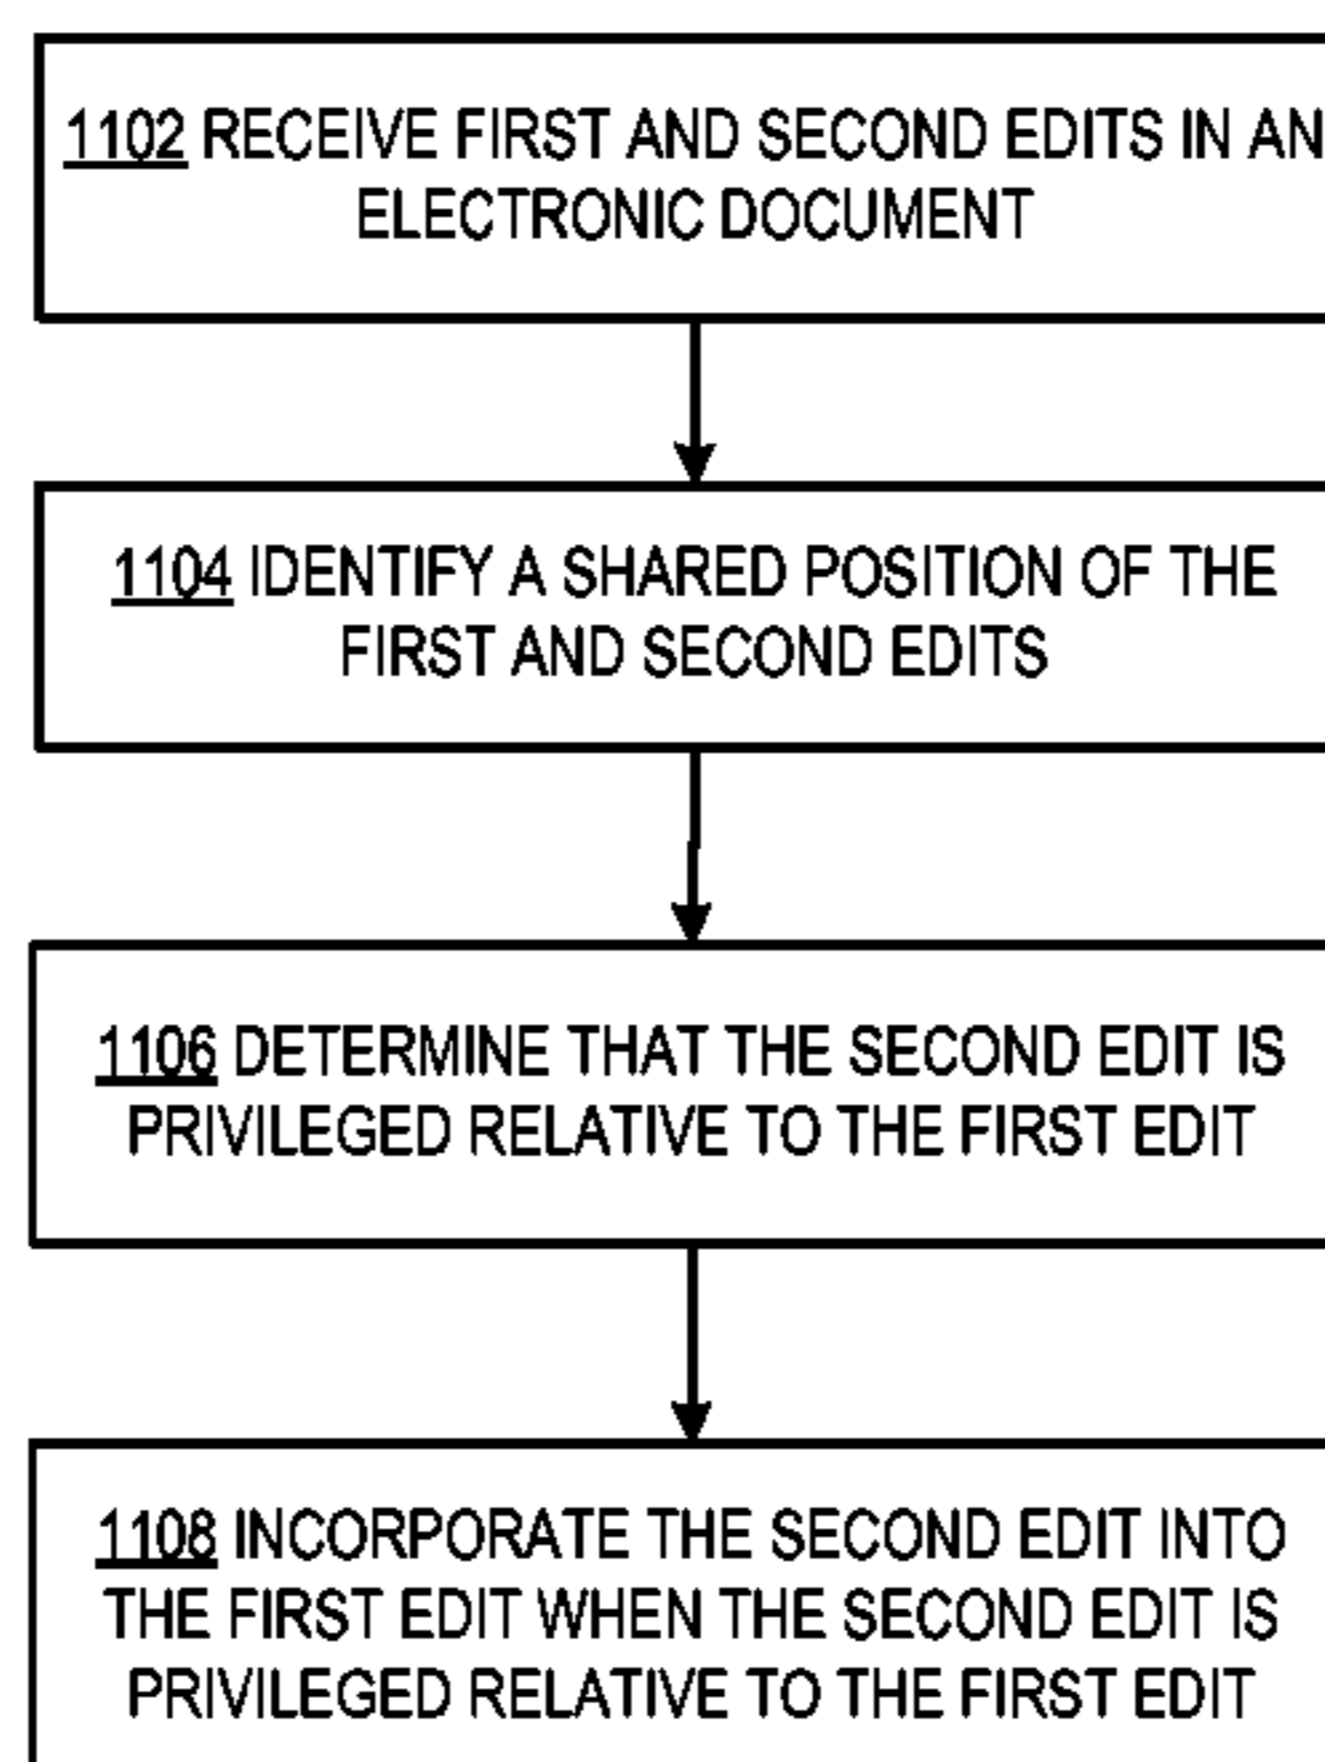 1102 RECEIVE FIRST AND SECOND EDITS IN AN
ELECTRONIC DOCUMENT
1104 IDENTIFY A SHARED POSITION OF THE
FIRST AND SECOND EDITS
1106 DETERMINE THAT THE SECOND EDIT IS
PRIVILEGED RELATIVE TO THE FIRST EDIT
1108 INCORPORATE THE SECOND EDIT INTO
THE FIRST EDIT WHEN THE SECOND EDIT IS
PRIVILEGED RELATIVE TO THE FIRST EDIT